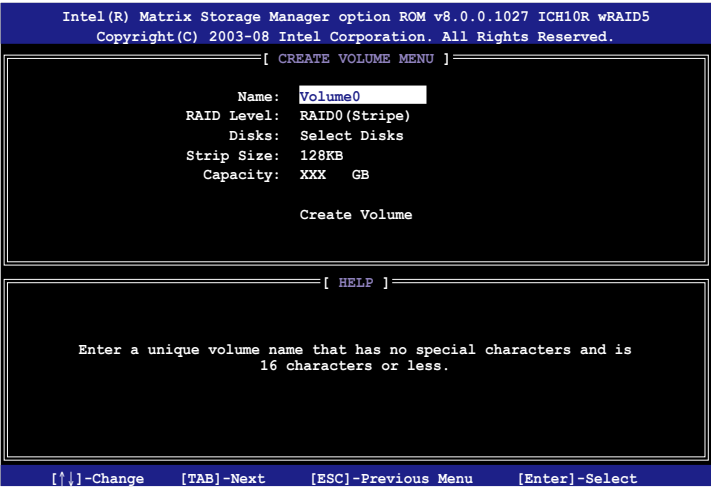 Intel(R) Matrix Storage Manager option ROM v8.0.0.1027 ICH10R wRAID5
Copyright(C) 2003-08 Intel Corporation. All Rights Reserved.
[ CREATE VOLUME MENU ]
Name: Volume0
RAID Level: RAID0(Stripe)
Disks: Select Disks
Strip Size: 128KB
Capacity: XXX GB
Create Volume
[ HELP ]
Enter a unique volume name that has no special characters and is
16 characters or less.
[↑↓]-Change [TAB]-Next [ESC]-Previous Menu [Enter]-Select